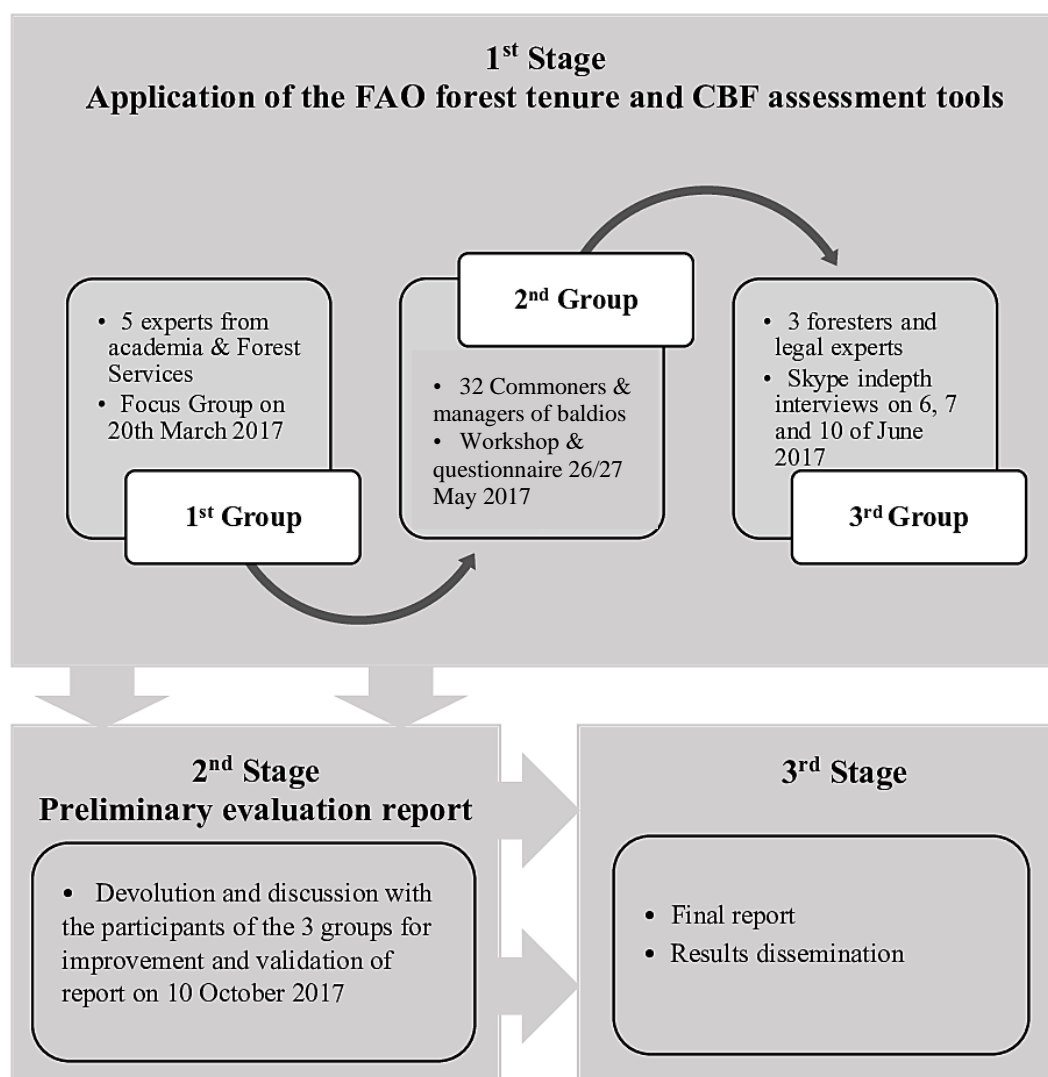 1st Stage
Application of the FAO forest tenure and CBF assessment tools
• 5 experts from
academia & Forest
Services
• Focus Group on
20th March 2017
1st Group
2nd Group
• 32 Commoners &
managers of baldios
• Workshop &
questionnaire 26/27
May 2017
• 3 foresters and
legal experts
• Skype indepth
interviews on 6, 7
and 10 of June
2017
3rd Group
2nd Stage
Preliminary evaluation report
• Devolution and discussion with
the participants of the 3 groups for
improvement and validation of
report on 10 October 2017
3rd Stage
• Final report
• Results dissemination